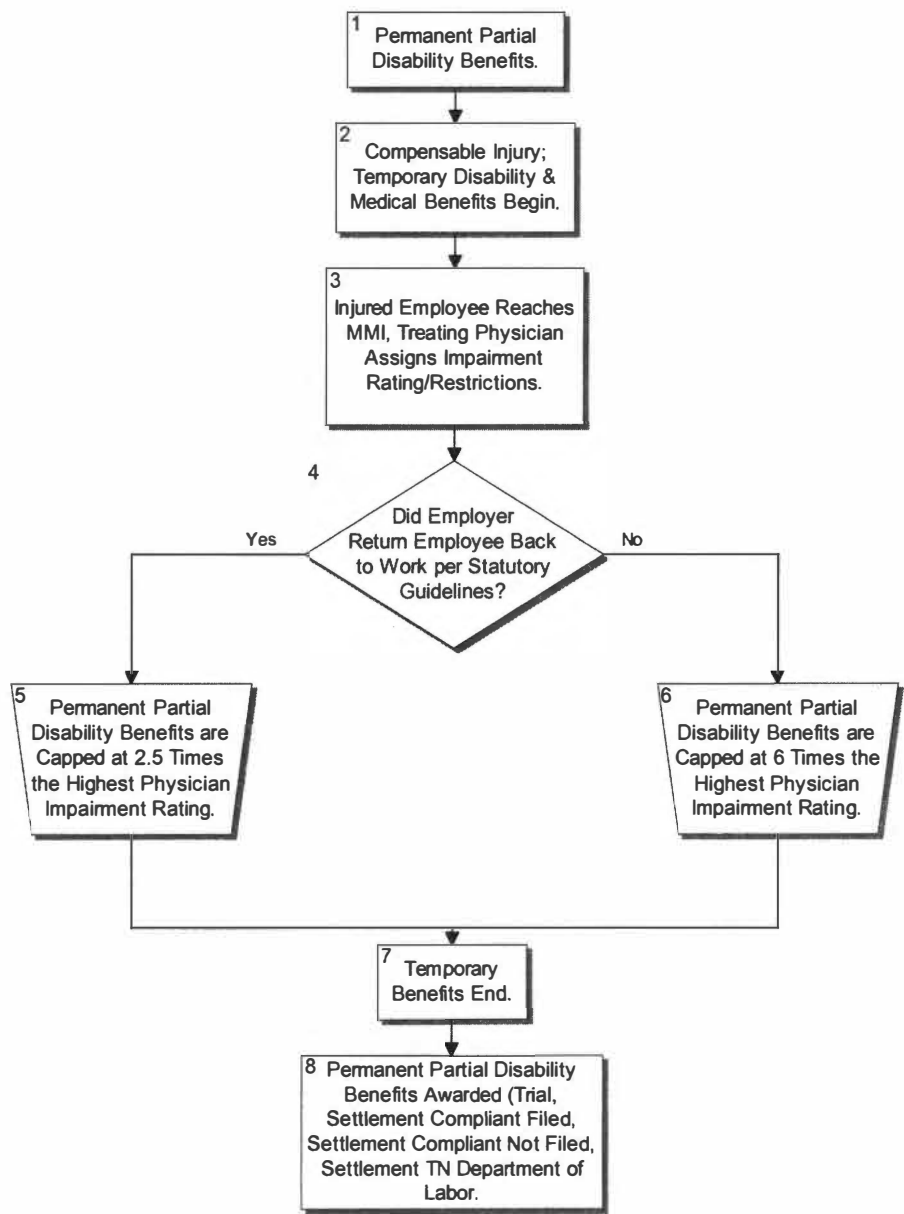 1
Permanent Partial
Disability Benefits.
2
Compensable Injury;
Temporary Disability &
Medical Benefits Begin.
3
Injured Employee Reaches
MMI, Treating Physician
Assigns Impairment
Rating/Restrictions.
4
Did Employer
Return Employee Back
to Work per Statutory
Guidelines?
Yes
No
5
Permanent Partial
Disability Benefits are
Capped at 2.5 Times
the Highest Physician
Impairment Rating.
6
Permanent Partial
Disability Benefits are
Capped at 6 Times the
Highest Physician
Impairment Rating.
7
Temporary
Benefits End.
8
Permanent Partial Disability
Benefits Awarded (Trial,
Settlement Compliant Filed,
Settlement Compliant Not Filed,
Settlement TN Department of
Labor.